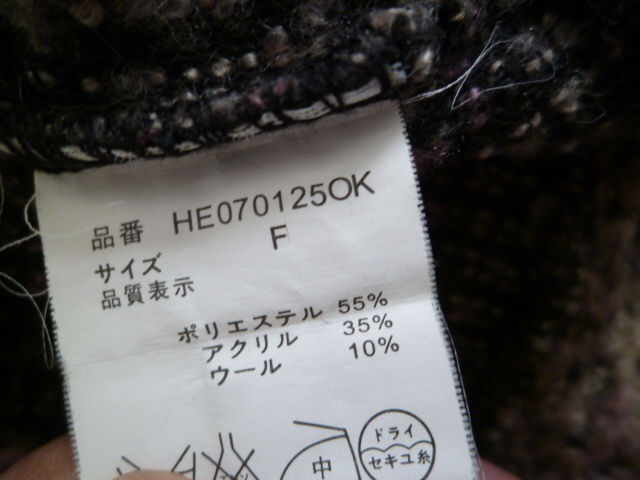 品番 HE070125OK
サイズ F
品質表示
ポリエステル 55%
アクリル 35%
ウール 10%
中
ドライ
セキユ系